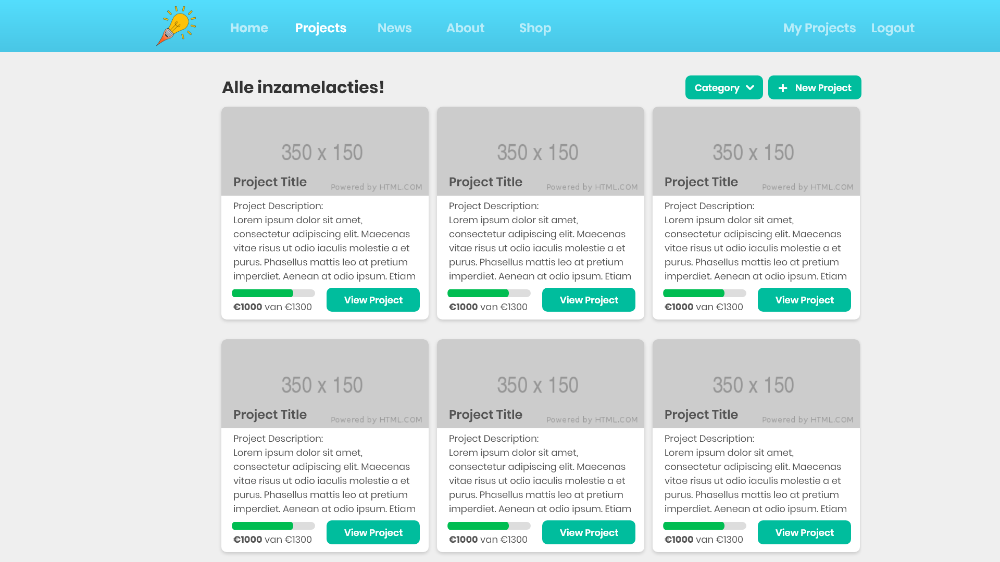 Home Projects News About Shop My Projects Logout
Alle inzamelacties!
Category
New Project
350 x 150
Project Title
Powered by HTML.COM
Project Description:
Lorem ipsum dolor sit amet,
consectetur adipiscing elit. Maecenas
vitae risus ut odio iaculis molestie a et
purus. Phasellus mattis leo at pretium
imperdiet. Aenean at odio ipsum. Etiam
€1000 van €1300
View Project
350 x 150
Project Title
Powered by HTML.COM
Project Description:
Lorem ipsum dolor sit amet,
consectetur adipiscing elit. Maecenas
vitae risus ut odio iaculis molestie a et
purus. Phasellus mattis leo at pretium
imperdiet. Aenean at odio ipsum. Etiam
€1000 van €1300
View Project
350 x 150
Project Title
Powered by HTML.COM
Project Description:
Lorem ipsum dolor sit amet,
consectetur adipiscing elit. Maecenas
vitae risus ut odio iaculis molestie a et
purus. Phasellus mattis leo at pretium
imperdiet. Aenean at odio ipsum. Etiam
€1000 van €1300
View Project
350 x 150
Project Title
Powered by HTML.COM
Project Description:
Lorem ipsum dolor sit amet,
consectetur adipiscing elit. Maecenas
vitae risus ut odio iaculis molestie a et
purus. Phasellus mattis leo at pretium
imperdiet. Aenean at odio ipsum. Etiam
€1000 van €1300
View Project
350 x 150
Project Title
Powered by HTML.COM
Project Description:
Lorem ipsum dolor sit amet,
consectetur adipiscing elit. Maecenas
vitae risus ut odio iaculis molestie a et
purus. Phasellus mattis leo at pretium
imperdiet. Aenean at odio ipsum. Etiam
€1000 van €1300
View Project
350 x 150
Project Title
Powered by HTML.COM
Project Description:
Lorem ipsum dolor sit amet,
consectetur adipiscing elit. Maecenas
vitae risus ut odio iaculis molestie a et
purus. Phasellus mattis leo at pretium
imperdiet. Aenean at odio ipsum. Etiam
€1000 van €1300
View Project